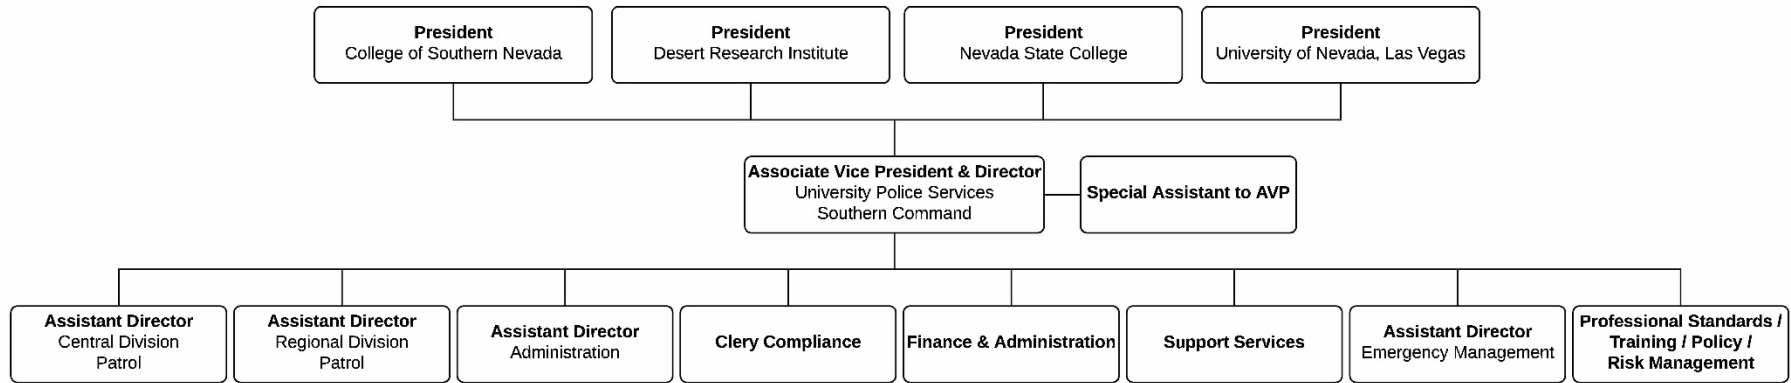 President
College of Southern Nevada
President
Desert Research Institute
President
Nevada State College
President
University of Nevada, Las Vegas
Associate Vice President & Director
University Police Services
Southern Command
Special Assistant to AVP
Assistant Director
Central Division
Patrol
Assistant Director
Regional Division
Patrol
Assistant Director
Administration
Clery Compliance
Finance & Administration
Support Services
Assistant Director
Emergency Management
Professional Standards /
Training / Policy /
Risk Management